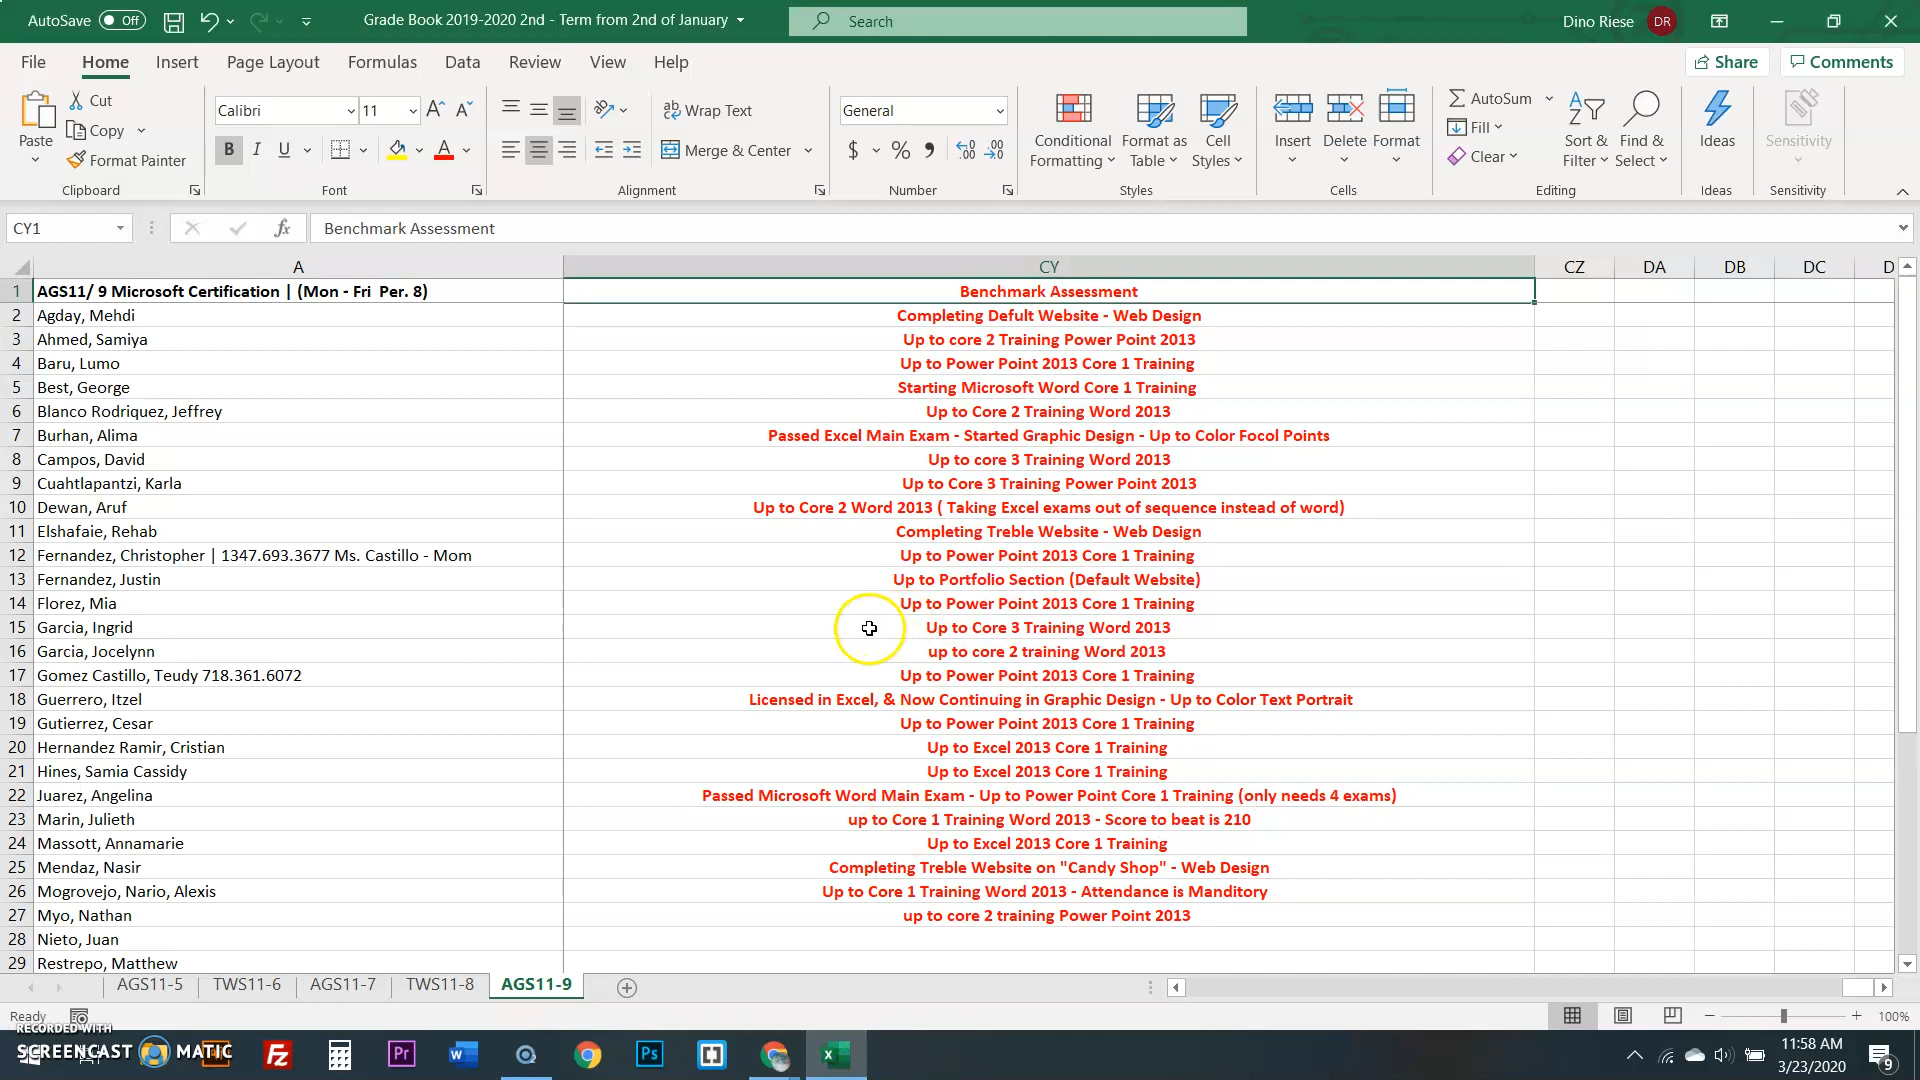 AutoSave Off Grade Book 2019-2020 2nd - Term from 2nd of January Search Dino Riese DR
File Home Insert Page Layout Formulas Data Review View Help Share Comments
Paste Cut Copy Format Painter Clipboard
Calibri 11 B I U A Font
Wrap Text Merge & Center Alignment
General $ % Number
Conditional Formatting Format as Table Cell Styles Styles
Insert Delete Format Cells
AutoSum Fill Clear Sort & Filter Find & Select Editing
Ideas Ideas
Sensitivity Sensitivity
CY1 fx Benchmark Assessment
A CY CZ DA DB DC D
1 AGS11/ 9 Microsoft Certification | (Mon - Fri Per. 8) Benchmark Assessment
2 Agday, Mehdi Completing Defult Website - Web Design
3 Ahmed, Samiya Up to core 2 Training Power Point 2013
4 Baru, Lumo Up to Power Point 2013 Core 1 Training
5 Best, George Starting Microsoft Word Core 1 Training
6 Blanco Rodriquez, Jeffrey Up to Core 2 Training Word 2013
7 Burhan, Alima Passed Excel Main Exam - Started Graphic Design - Up to Color Focol Points
8 Campos, David Up to core 3 Training Word 2013
9 Cuahtlapantzi, Karla Up to Core 3 Training Power Point 2013
10 Dewan, Aruf Up to Core 2 Word 2013 ( Taking Excel exams out of sequence instead of word)
11 Elshafaie, Rehab Completing Treble Website - Web Design
12 Fernandez, Christopher | 1347.693.3677 Ms. Castillo - Mom Up to Power Point 2013 Core 1 Training
13 Fernandez, Justin Up to Portfolio Section (Default Website)
14 Florez, Mia Up to Power Point 2013 Core 1 Training
15 Garcia, Ingrid Up to Core 3 Training Word 2013
16 Garcia, Jocelynn up to core 2 training Word 2013
17 Gomez Castillo, Teudy 718.361.6072 Up to Power Point 2013 Core 1 Training
18 Guerrero, Itzel Licensed in Excel, & Now Continuing in Graphic Design - Up to Color Text Portrait
19 Gutierrez, Cesar Up to Power Point 2013 Core 1 Training
20 Hernandez Ramir, Cristian Up to Excel 2013 Core 1 Training
21 Hines, Samia Cassidy Up to Excel 2013 Core 1 Training
22 Juarez, Angelina Passed Microsoft Word Main Exam - Up to Power Point Core 1 Training (only needs 4 exams)
23 Marin, Julieth up to Core 1 Training Word 2013 - Score to beat is 210
24 Massott, Annamarie Up to Excel 2013 Core 1 Training
25 Mendaz, Nasir Completing Treble Website on "Candy Shop" - Web Design
26 Mogrovejo, Nario, Alexis Up to Core 1 Training Word 2013 - Attendance is Manditory
27 Myo, Nathan up to core 2 training Power Point 2013
28 Nieto, Juan
29 Restrepo, Matthew
AGS11-5 TWS11-6 AGS11-7 TWS11-8 AGS11-9
Ready 100%
RECORDED WITH
SCREENCAST MATIC
Fz Pr Ps
11:58 AM
3/23/2020
9